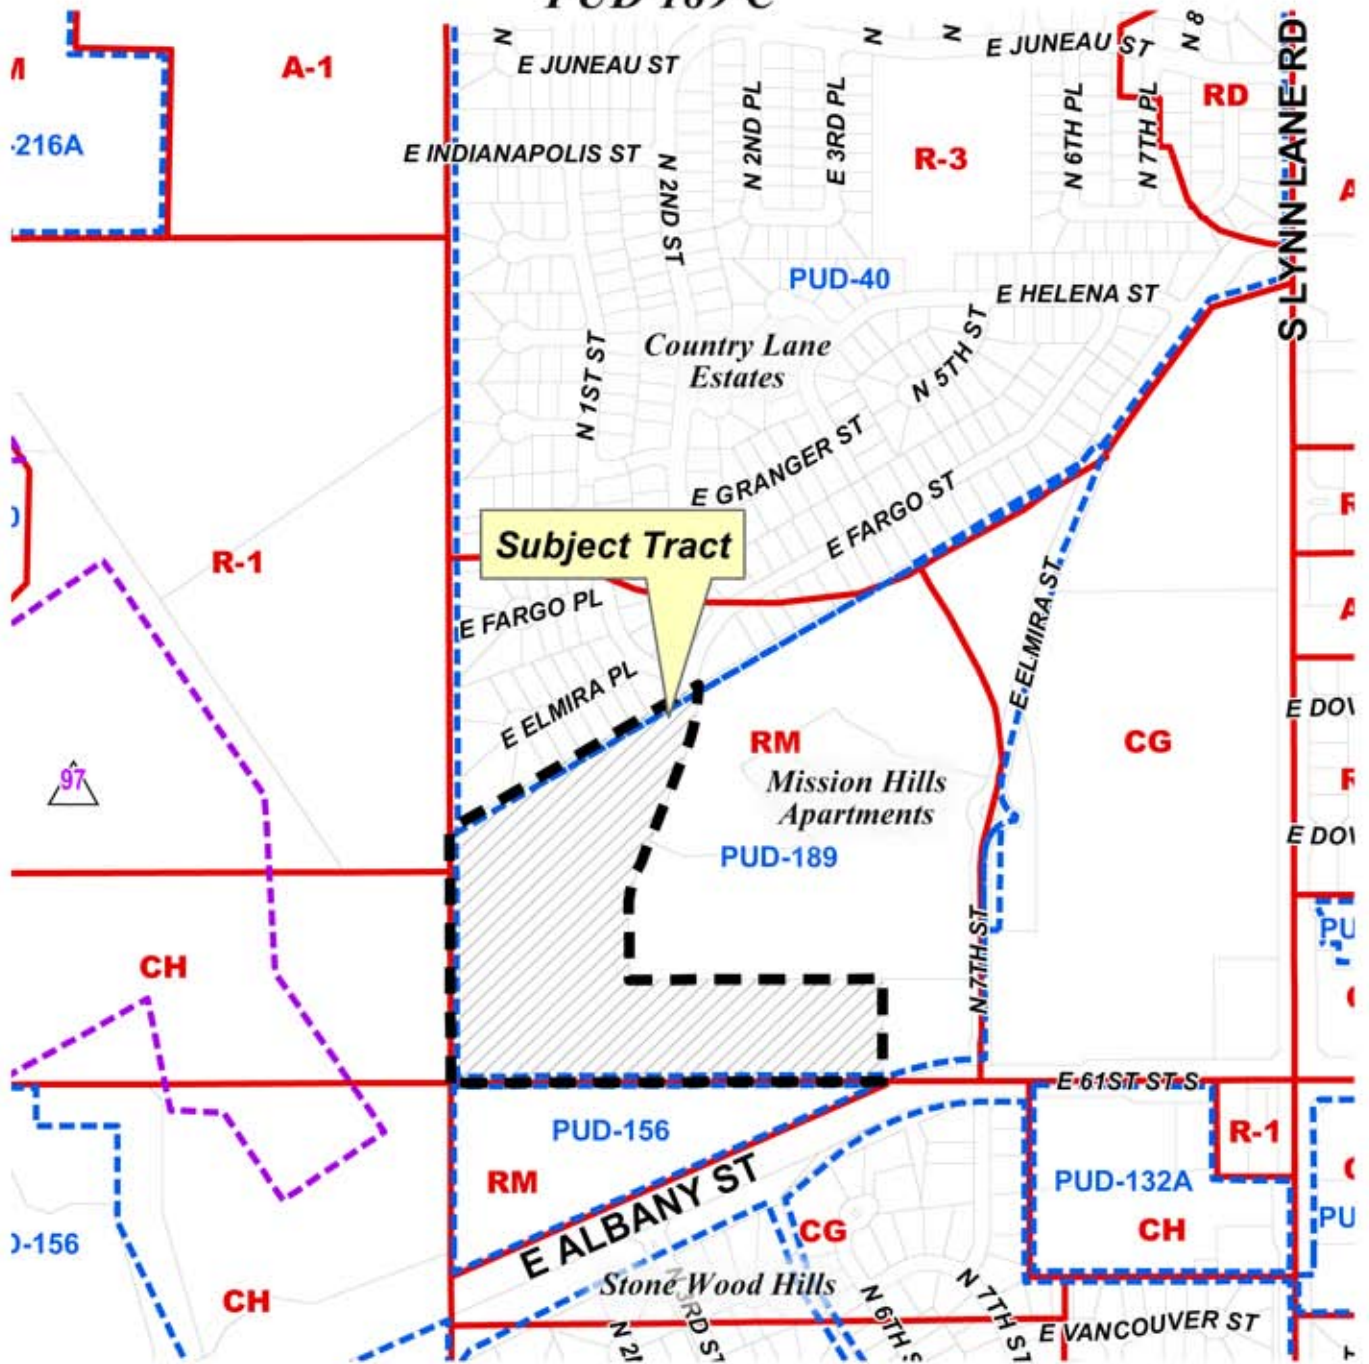 PUD 189 C
N
N
N
N 8
E JUNEAU ST
E JUNEAU ST
S LYNN LANE RD
A-1
RD
-216A
E INDIANAPOLIS ST
N 2ND PL
E 3RD PL
N 6TH PL
N 7TH PL
R-3
N 2ND ST
PUD-40
E HELENA ST
Country Lane
Estates
N 1ST ST
N 5TH ST
E GRANGER ST
E FARGO ST
Subject Tract
R-1
E FARGO PL
E ELMIRA ST
E ELMIRA PL
RM
CG
97
Mission Hills
Apartments
PUD-189
CH
N 7TH ST
E 61ST ST S
PUD-156
R-1
RM
PUD-132A
E ALBANY ST
CG
CH
-156
CH
Stone Wood Hills
N 3RD ST
N 6TH S
N 7TH ST
E VANCOUVER ST